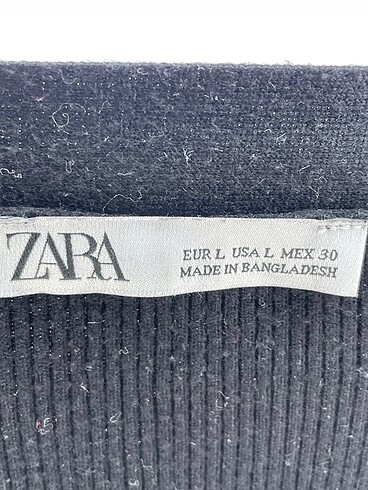 ZARA
EUR L USA L MEX 30
MADE IN BANGLADESH